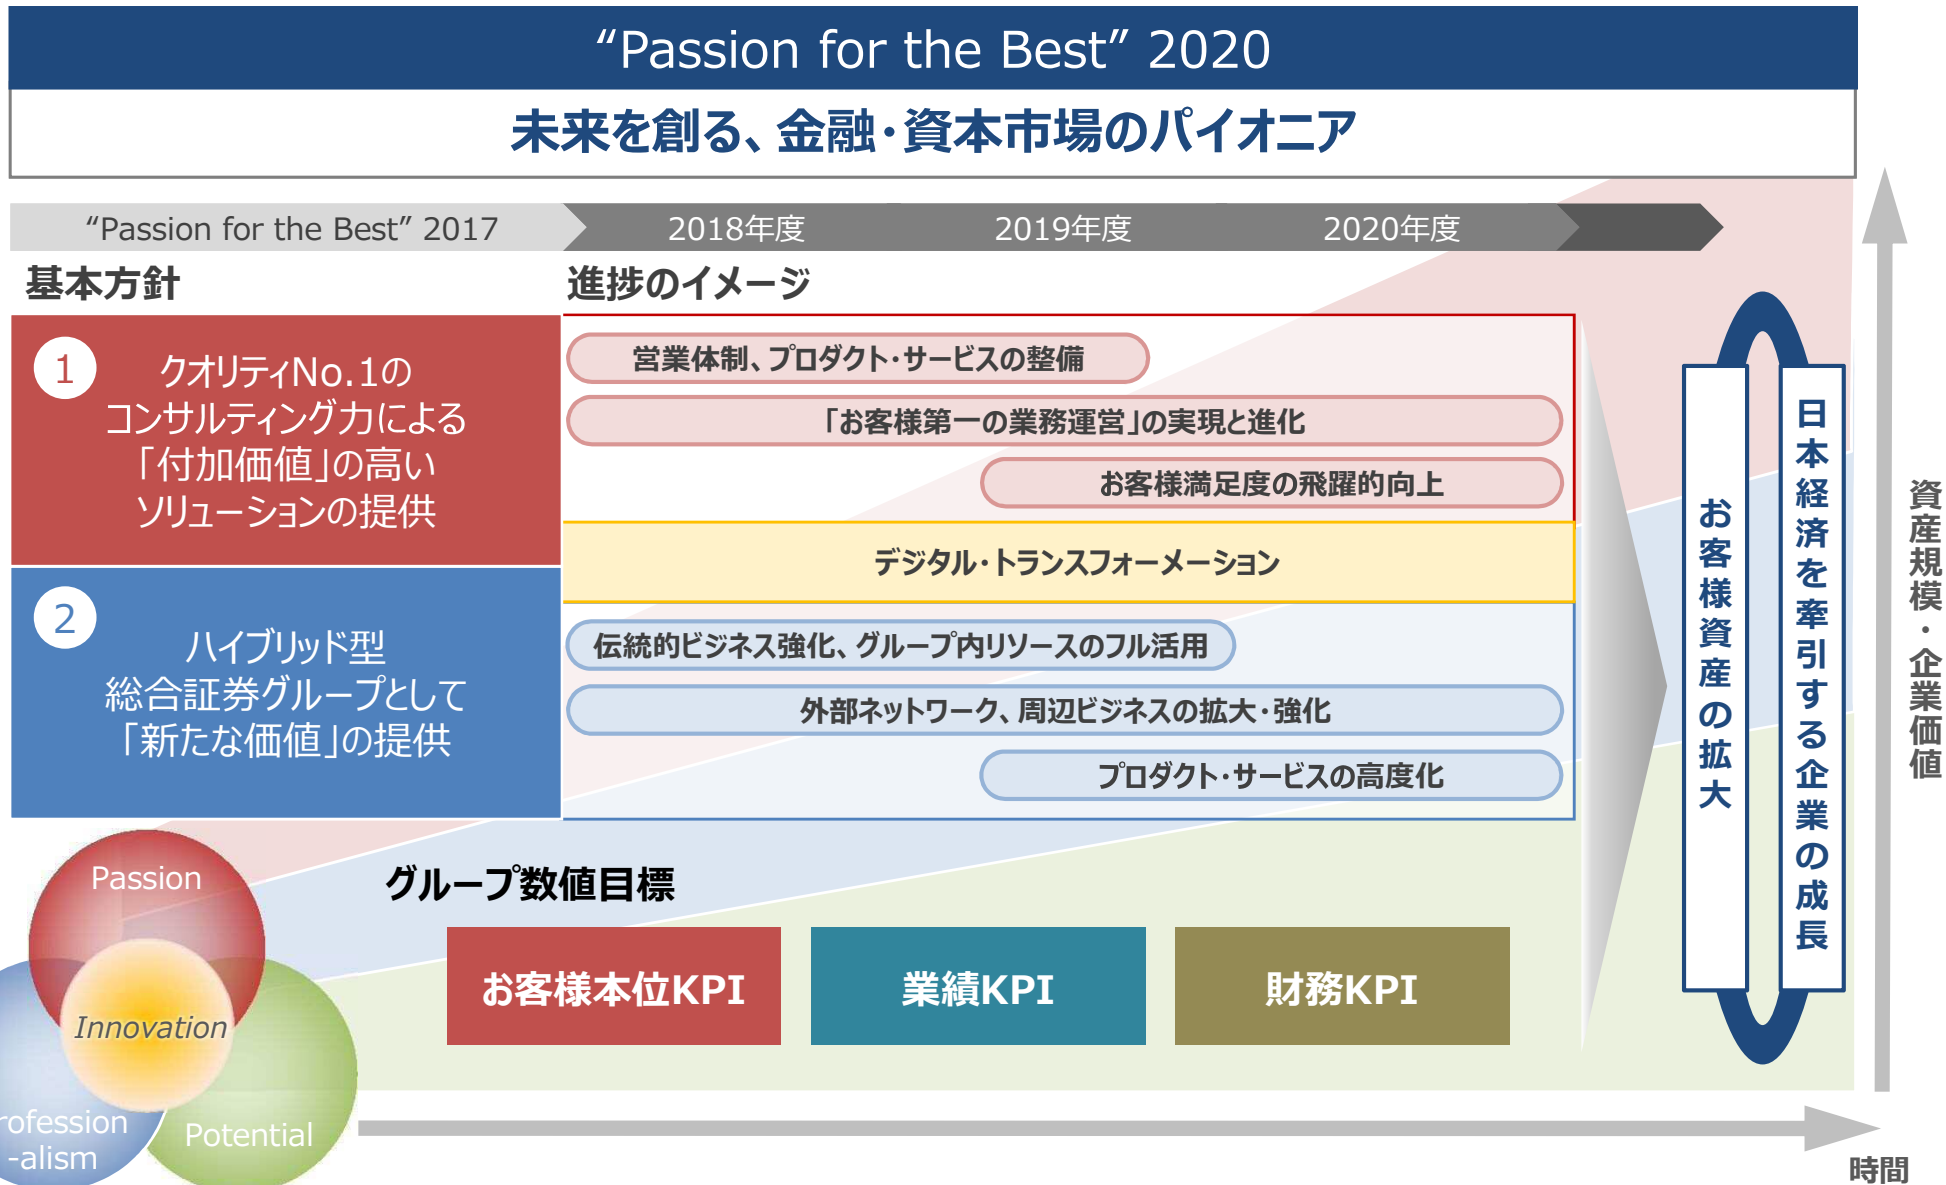 “Passion for the Best” 2020
未来を創る、金融・資本市場のパイオニア
“Passion for the Best” 2017
2018年度
2019年度
2020年度
基本方針
進捗のイメージ
1
クオリティNo.1の
コンサルティング力による
「付加価値」の高い
ソリューションの提供
営業体制、プロダクト・サービスの整備
「お客様第一の業務運営」の実現と進化
お客様満足度の飛躍的向上
デジタル・トランスフォーメーション
2
ハイブリッド型
総合証券グループとして
「新たな価値」の提供
伝統的ビジネス強化、グループ内リソースのフル活用
外部ネットワーク、周辺ビジネスの拡大・強化
プロダクト・サービスの高度化
お客様資産の拡大
日本経済を牽引する企業の成長
資産規模・企業価値
グループ数値目標
お客様本位KPI
業績KPI
財務KPI
Passion
Innovation
rofession
-alism
Potential
時間